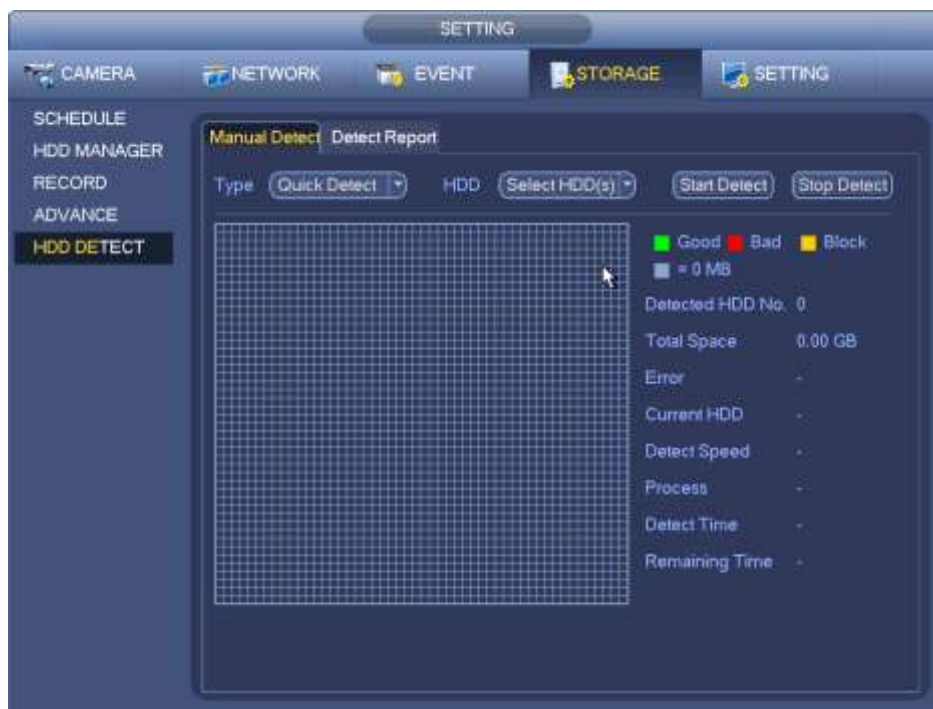 SETTING
CAMERA NETWORK EVENT STORAGE SETTING
SCHEDULE
HDD MANAGER
RECORD
ADVANCE
HDD DETECT
Manual Detect Detect Report
Type Quick Detect HDD Select HDD(s) Start Detect Stop Detect
Good Bad Block
= 0 MB
Detected HDD No. 0
Total Space 0.00 GB
Error -
Current HDD -
Detect Speed -
Process -
Detect Time -
Remaining Time -